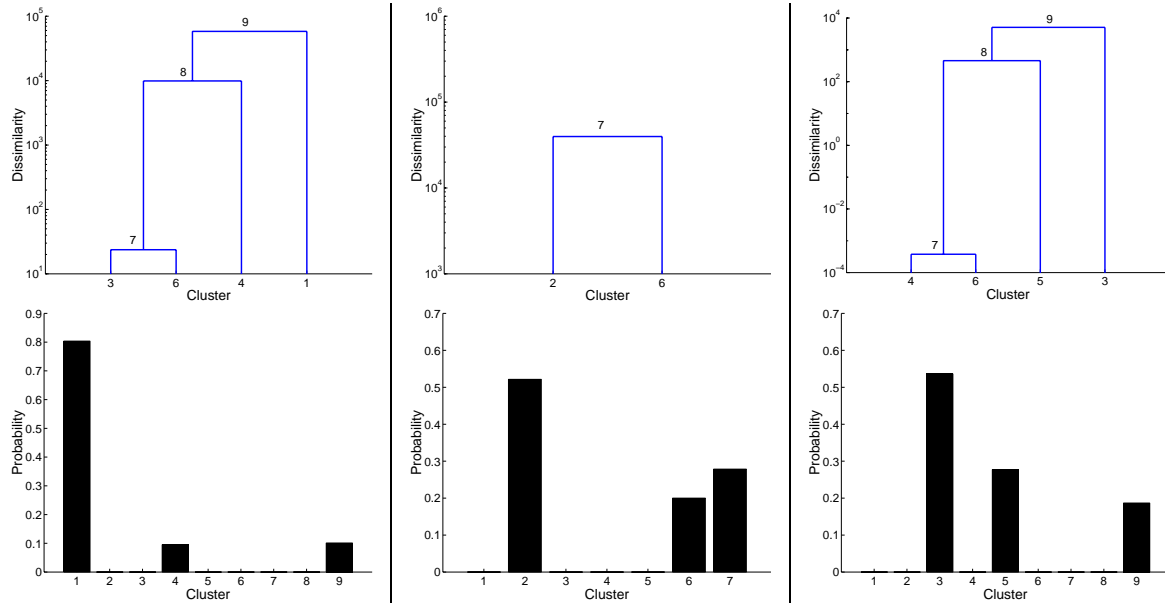 10^5
10^4
10^3
10^2
10^1
Dissimilarity
9
8
7
3 6 4 1
Cluster
10^6
10^5
10^4
10^3
Dissimilarity
7
2 6
Cluster
10^4
10^2
10^0
10^−2
10^−4
Dissimilarity
9
8
7
4 6 5 3
Cluster
0.9
0.8
0.7
0.6
0.5
0.4
0.3
0.2
0.1
0
Probability
1 2 3 4 5 6 7 8 9
Cluster
0.7
0.6
0.5
0.4
0.3
0.2
0.1
0
Probability
1 2 3 4 5 6 7
Cluster
0.7
0.6
0.5
0.4
0.3
0.2
0.1
0
Probability
1 2 3 4 5 6 7 8 9
Cluster